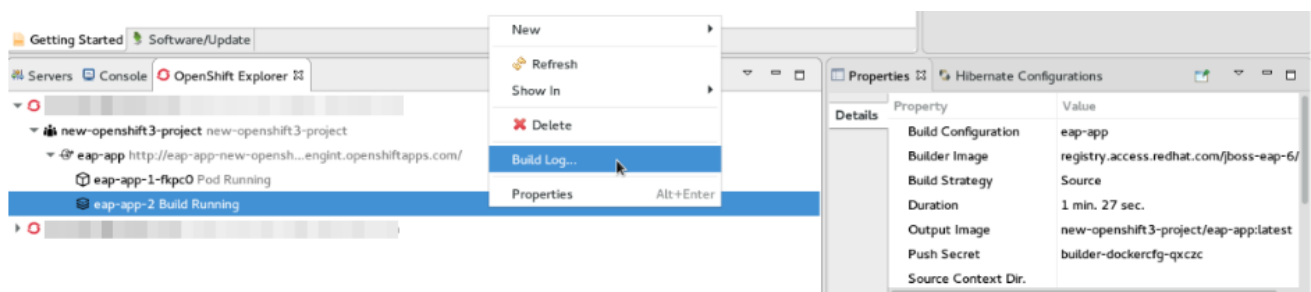 Getting Started Software/Update
Servers Console OpenShift Explorer
new-openshift3-project new-openshift3-project
eap-app http://eap-app-new-opensh...engint.openshiftapps.com/
eap-app-1-fkpc0 Pod Running
eap-app-2 Build Running
New
Refresh
Show In
Delete
Build Log...
Properties Alt+Enter
Properties Hibernate Configurations
Details
Property Value
Build Configuration eap-app
Builder Image registry.access.redhat.com/jboss-eap-6/
Build Strategy Source
Duration 1 min. 27 sec.
Output Image new-openshift3-project/eap-app:latest
Push Secret builder-dockercfg-qxczc
Source Context Dir.